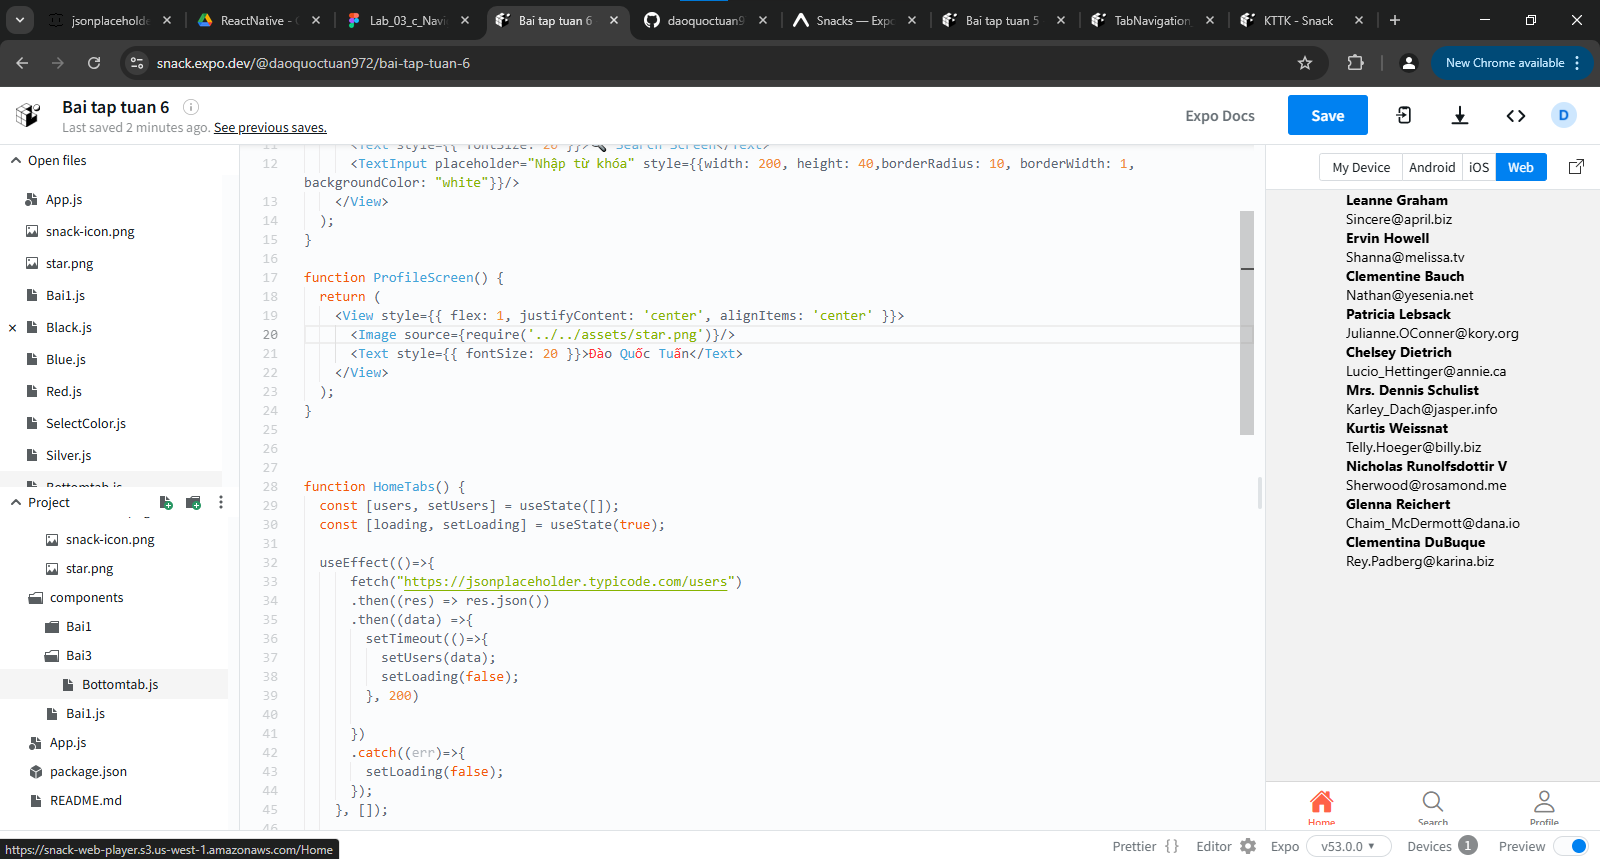 jsonplaceholde
ReactNative - G
Lab_03_c_Navi
Bai tap tuan 6
daoquoctuan9
Snacks — Expo
Bai tap tuan 5
TabNavigation
KTTK - Snack
snack.expo.dev/@daoquoctuan972/bai-tap-tuan-6
New Chrome available
Bai tap tuan 6
Last saved 2 minutes ago. See previous saves.
Expo Docs
Save
D
Open files
App.js
snack-icon.png
star.png
Bai1.js
Black.js
Blue.js
Red.js
SelectColor.js
Silver.js
Bottomtab.js
Project
snack-icon.png
star.png
components
Bai1
Bai3
Bottomtab.js
Bai1.js
App.js
package.json
README.md
11 <Text style={{ fontSize: 20 }}>🔍 Search Screen</Text>
12 <TextInput placeholder="Nhập từ khóa" style={{width: 200, height: 40,borderRadius: 10, borderWidth: 1,
backgroundColor: "white"}}/>
13 </View>
14 );
15 }
16
17 function ProfileScreen() {
18 return (
19 <View style={{ flex: 1, justifyContent: 'center', alignItems: 'center' }}>
20 <Image source={require('../../assets/star.png')}/>
21 <Text style={{ fontSize: 20 }}>Đào Quốc Tuấn</Text>
22 </View>
23 );
24 }
25
26
27
28 function HomeTabs() {
29 const [users, setUsers] = useState([]);
30 const [loading, setLoading] = useState(true);
31
32 useEffect(()=>{
33 fetch("https://jsonplaceholder.typicode.com/users")
34 .then((res) => res.json())
35 .then((data) =>{
36 setTimeout(()=>{
37 setUsers(data);
38 setLoading(false);
39 }, 200)
40
41 })
42 .catch((err)=>{
43 setLoading(false);
44 });
45 }, []);
46
My Device
Android
iOS
Web
Leanne Graham
Sincere@april.biz
Ervin Howell
Shanna@melissa.tv
Clementine Bauch
Nathan@yesenia.net
Patricia Lebsack
Julianne.OConner@kory.org
Chelsey Dietrich
Lucio_Hettinger@annie.ca
Mrs. Dennis Schulist
Karley_Dach@jasper.info
Kurtis Weissnat
Telly.Hoeger@billy.biz
Nicholas Runolfsdottir V
Sherwood@rosamond.me
Glenna Reichert
Chaim_McDermott@dana.io
Clementina DuBuque
Rey.Padberg@karina.biz
Home
Search
Profile
https://snack-web-player.s3.us-west-1.amazonaws.com/Home
Prettier { }
Editor
Expo
v53.0.0
Devices 1
Preview